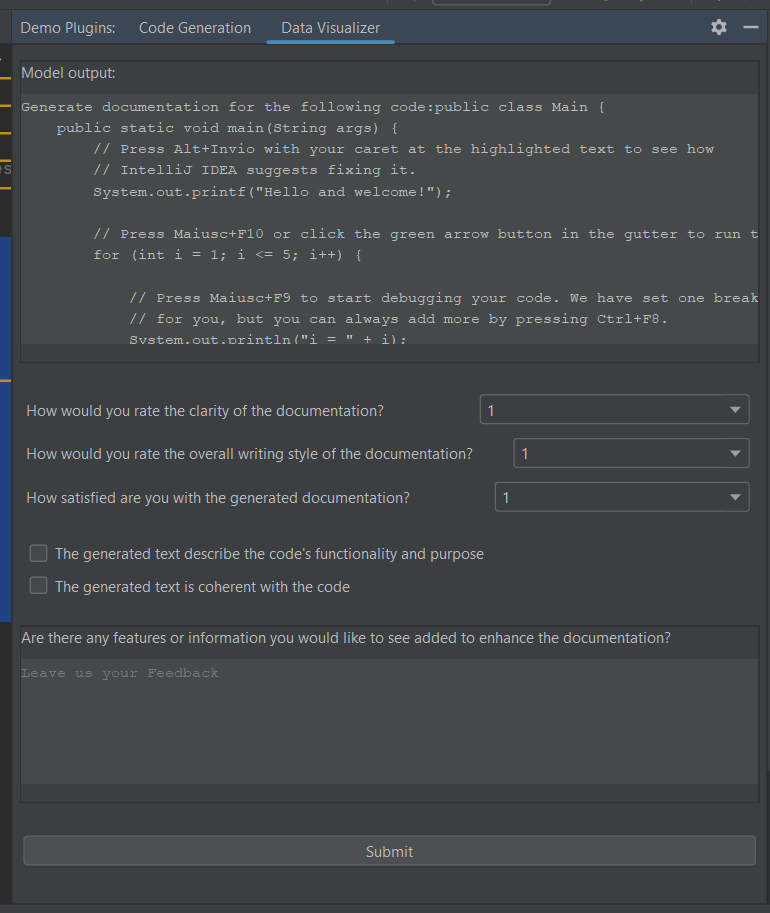 Demo Plugins: Code Generation Data Visualizer
Model output:
Generate documentation for the following code:public class Main {
    public static void main(String args) {
        // Press Alt+Invio with your caret at the highlighted text to see how
        // IntelliJ IDEA suggests fixing it.
        System.out.printf("Hello and welcome!");
        // Press Maiusc+F10 or click the green arrow button in the gutter to run t
        for (int i = 1; i <= 5; i++) {
            // Press Maiusc+F9 to start debugging your code. We have set one break
            // for you, but you can always add more by pressing Ctrl+F8.
            System.out.println("i = " + i);
How would you rate the clarity of the documentation? 1
How would you rate the overall writing style of the documentation? 1
How satisfied are you with the generated documentation? 1
The generated text describe the code's functionality and purpose
The generated text is coherent with the code
Are there any features or information you would like to see added to enhance the documentation?
Leave us your Feedback
Submit